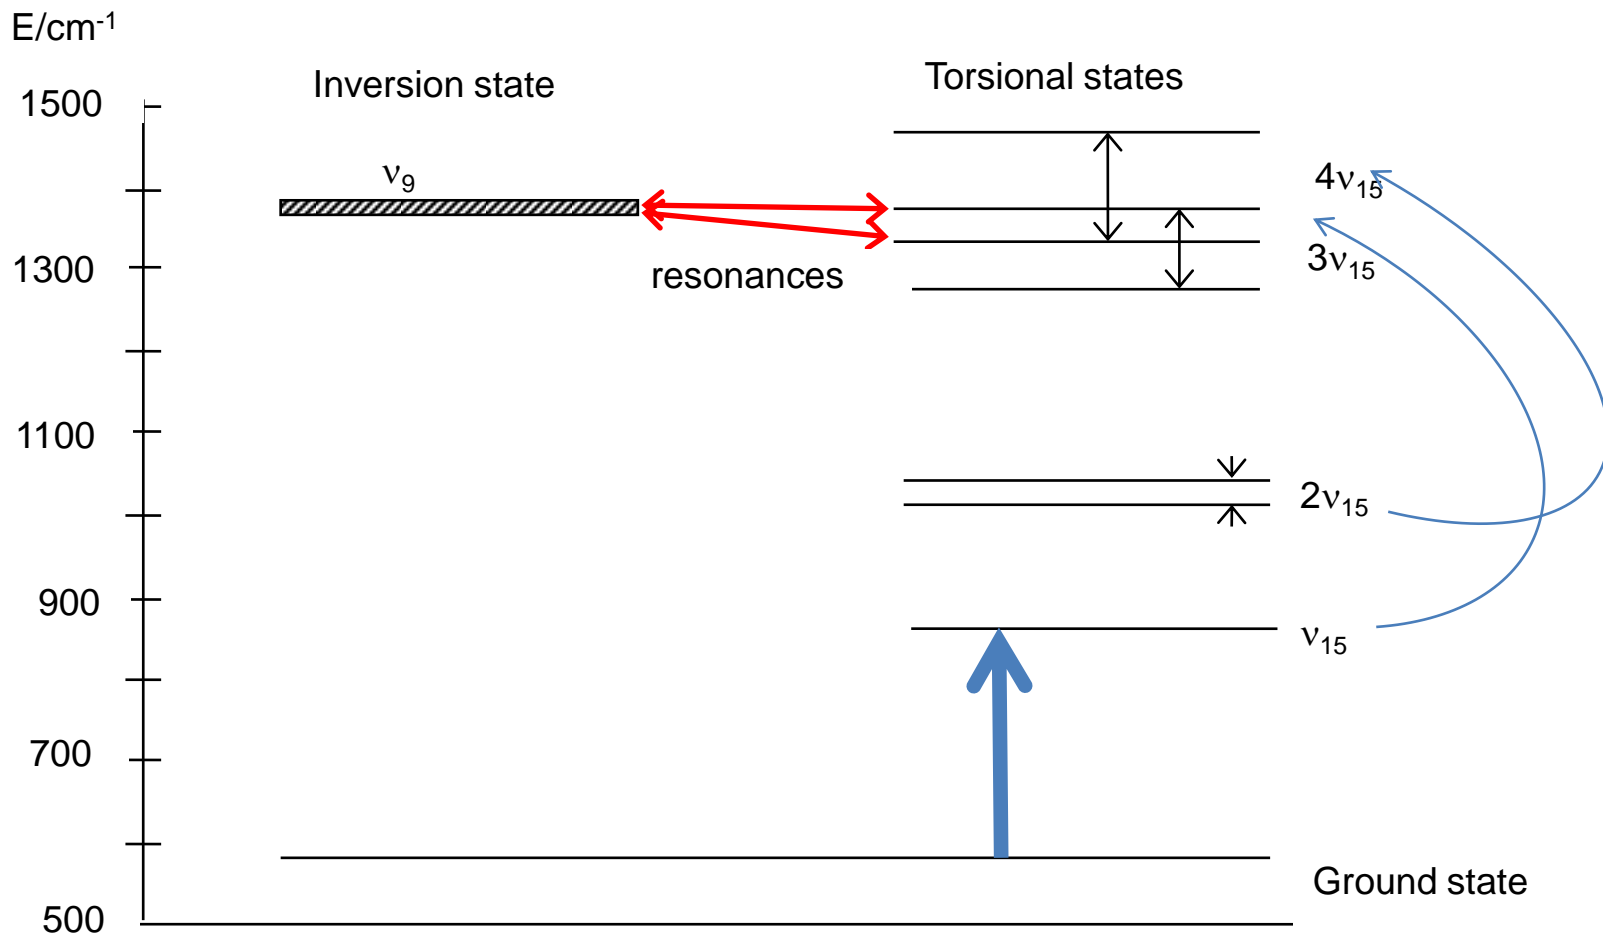 E/cm⁻¹
Inversion state
Torsional states
1500
ν₉
4ν₁₅
1300
resonances
3ν₁₅
1100
2ν₁₅
900
ν₁₅
700
Ground state
500